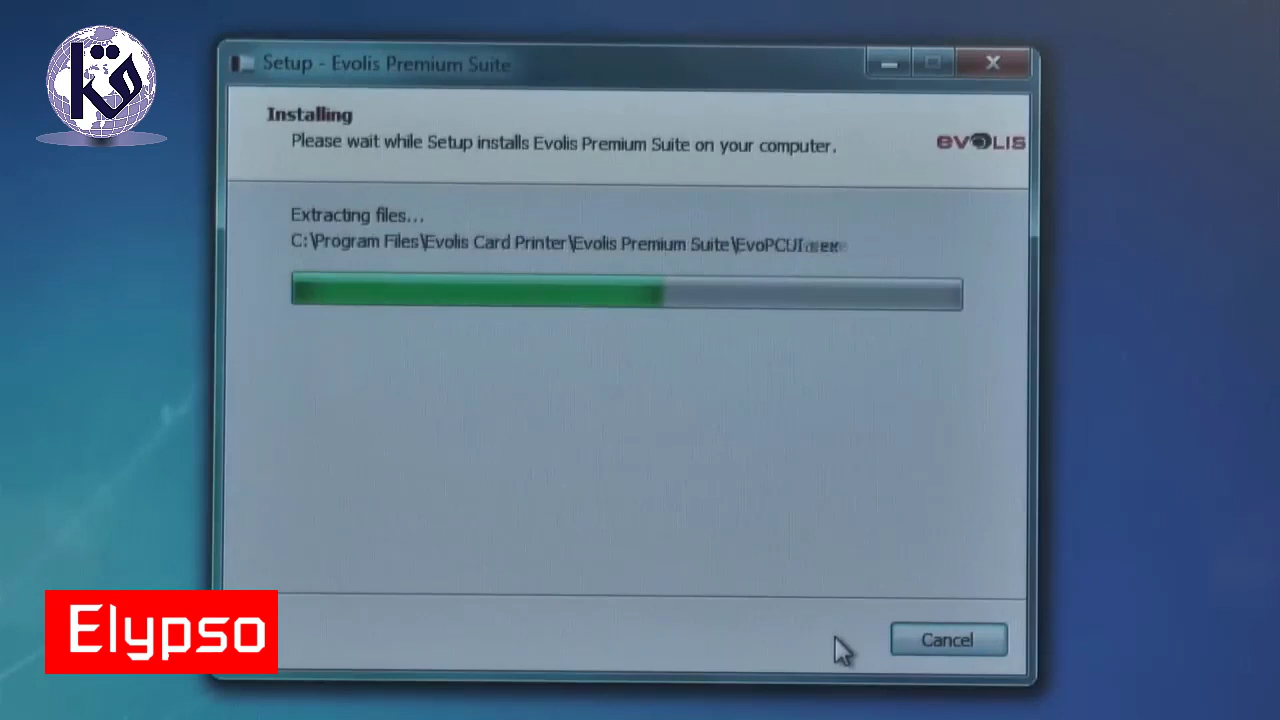 Setup - Evolis Premium Suite
Installing
Please wait while Setup installs Evolis Premium Suite on your computer.
evolis
Extracting files...
C:\Program Files\Evolis Card Printer\Evolis Premium Suite\
Elypso
Cancel